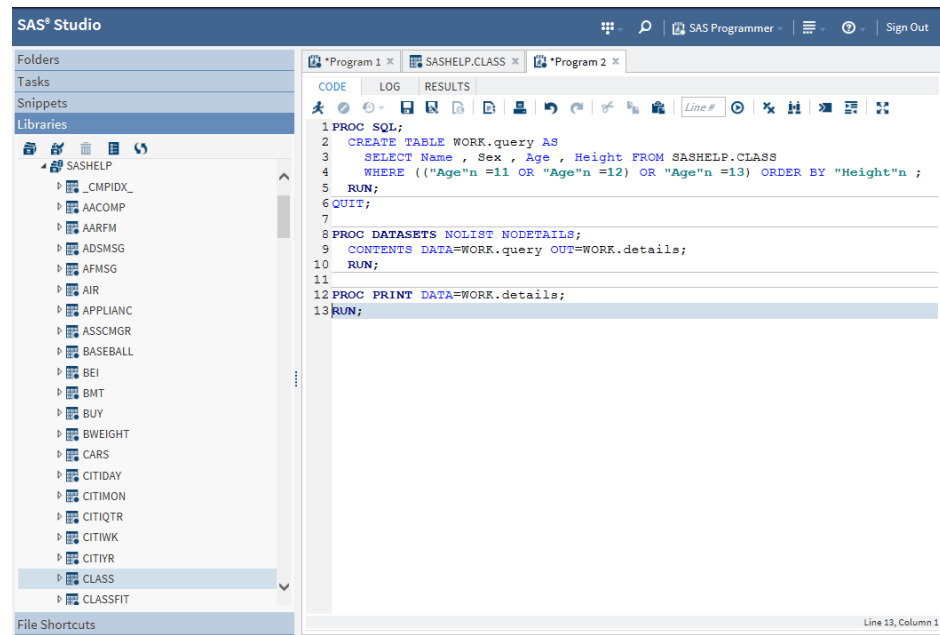 SAS® Studio
SAS Programmer
Sign Out
Folders
Tasks
Snippets
Libraries
SASHELP
_CMPIDX_
AACOMP
AARFM
ADSMSG
AFMSG
AIR
APPLIANC
ASSCMGR
BASEBALL
BEI
BMT
BUY
BWEIGHT
CARS
CITIDAY
CITIMON
CITIQTR
CITIWK
CITIYR
CLASS
CLASSFIT
File Shortcuts
*Program 1 SASHELP.CLASS *Program 2
CODE LOG RESULTS
Line #
1 PROC SQL;
2 CREATE TABLE WORK.query AS
3 SELECT Name , Sex , Age , Height FROM SASHELP.CLASS
4 WHERE (("Age"n =11 OR "Age"n =12) OR "Age"n =13) ORDER BY "Height"n ;
5 RUN;
6 QUIT;
7
8 PROC DATASETS NOLIST NODETAILS;
9 CONTENTS DATA=WORK.query OUT=WORK.details;
10 RUN;
11
12 PROC PRINT DATA=WORK.details;
13 RUN;
Line 13, Column 1